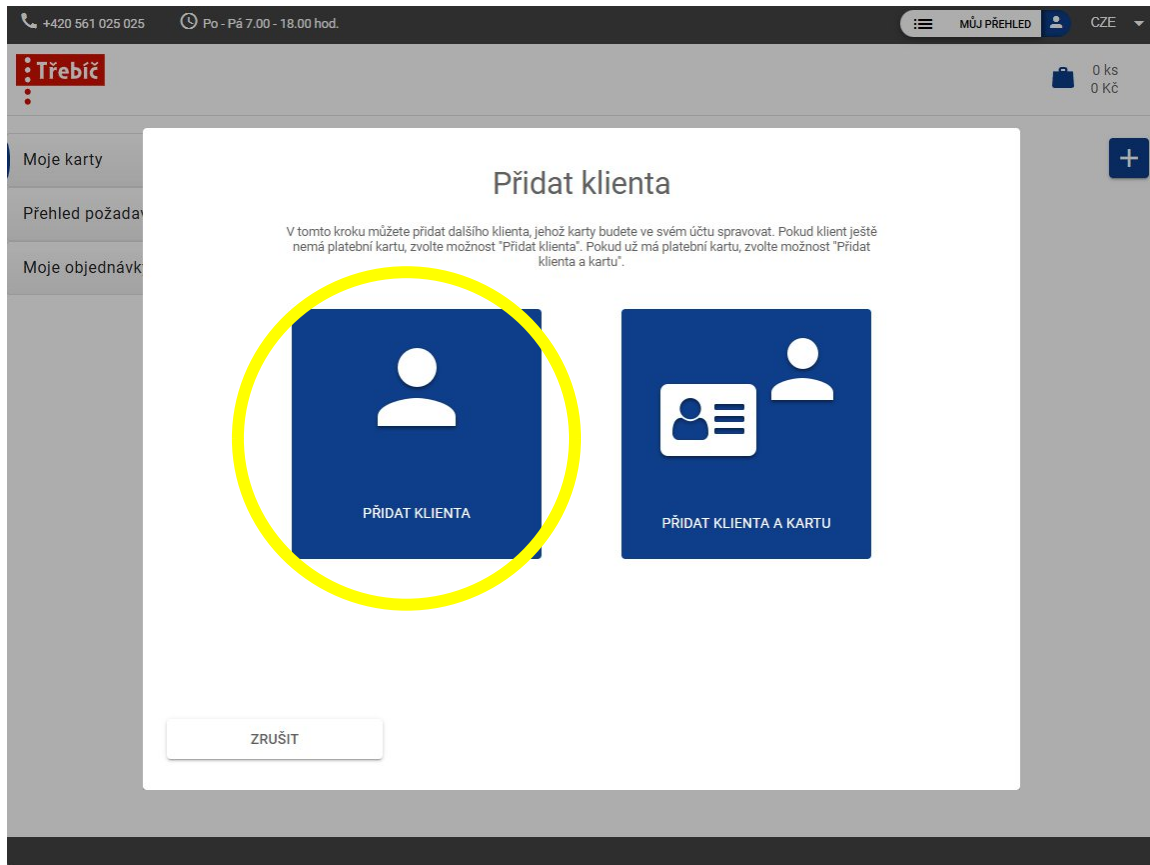 +420 561 025 025
Po - Pá 7.00 - 18.00 hod.
MŮJ PŘEHLED
CZE
Třebíč
0 ks
0 Kč
Moje karty
Přehled požadav
Moje objednávk
Přidat klienta
V tomto kroku můžete přidat dalšího klienta, jehož karty budete ve svém účtu spravovat. Pokud klient ještě
nemá platební kartu, zvolte možnost "Přidat klienta". Pokud už má platební kartu, zvolte možnost "Přidat
klienta a kartu".
PŘIDAT KLIENTA
PŘIDAT KLIENTA A KARTU
ZRUŠIT